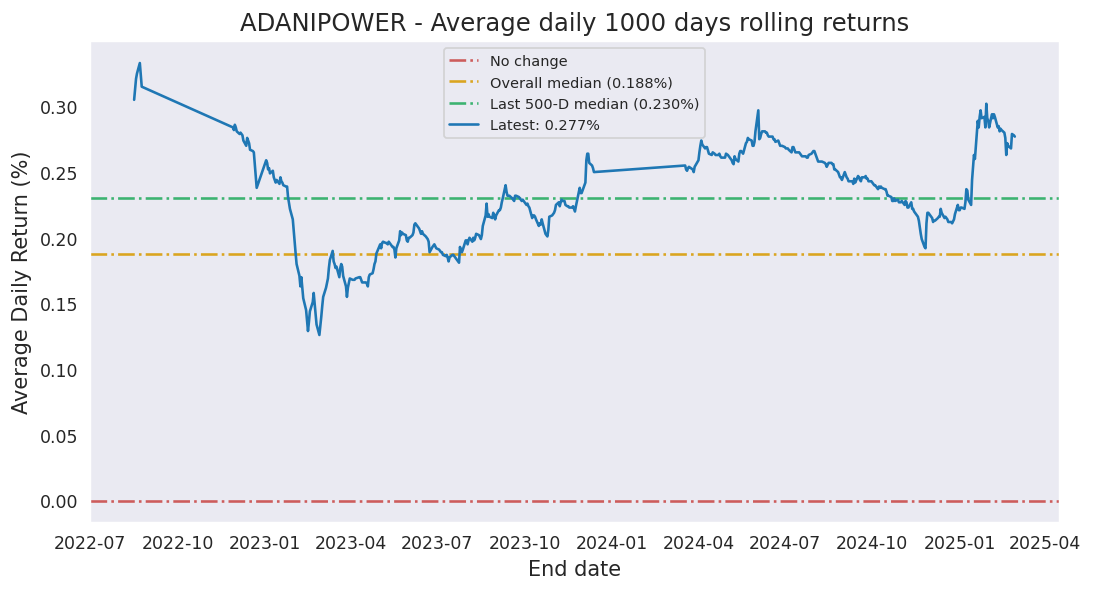 ADANIPOWER - Average daily 1000 days rolling returns
No change
Overall median (0.188%)
Last 500-D median (0.230%)
Latest: 0.277%
Average Daily Return (%)
0.30
0.25
0.20
0.15
0.10
0.05
0.00
2022-07 2022-10 2023-01 2023-04 2023-07 2023-10 2024-01 2024-04 2024-07 2024-10 2025-01 2025-04
End date